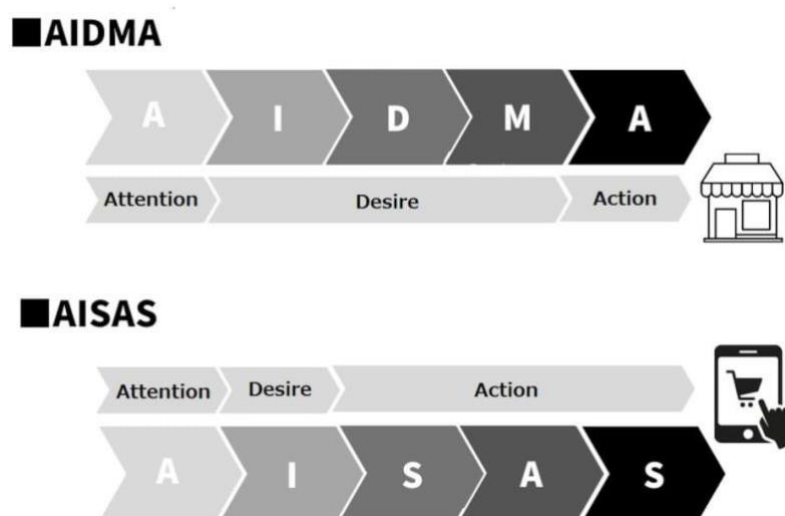 ■AIDMA
A I D M A
Attention Desire Action
■AISAS
Attention Desire Action
A I S A S